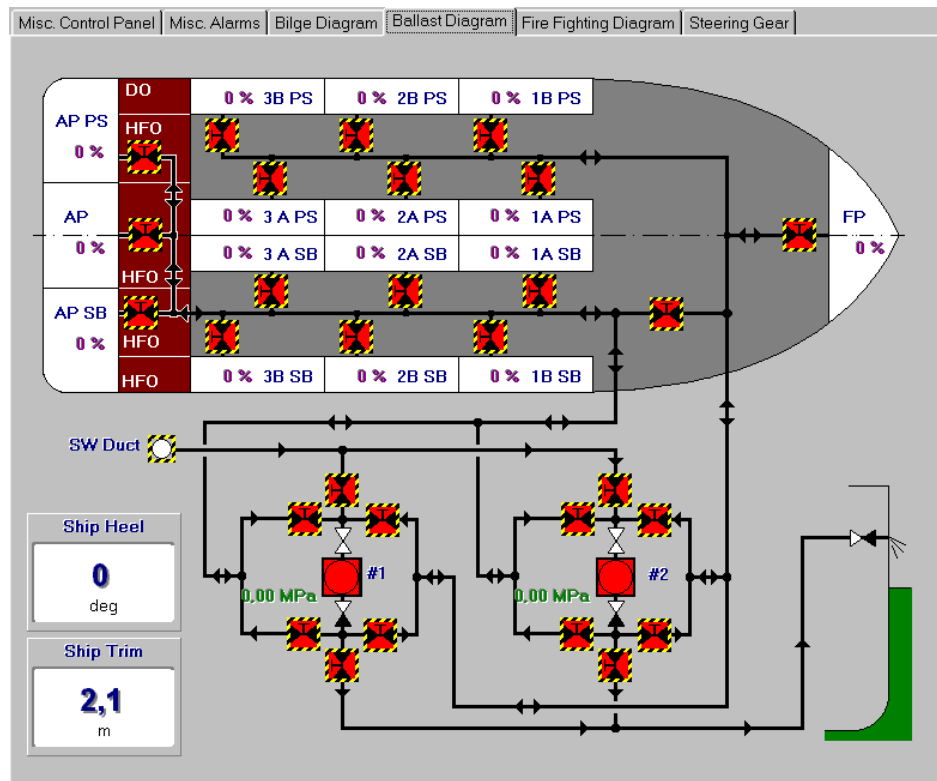 Misc. Control Panel Misc. Alarms Bilge Diagram Ballast Diagram Fire Fighting Diagram Steering Gear
DO 0 % 3B PS 0 % 2B PS 0 % 1B PS
AP PS HFO
0 %
AP 0 % 3 A PS 0 % 2A PS 0 % 1A PS FP
0 % 0 % 3 A SB 0 % 2A SB 0 % 1A SB 0 %
HFO
AP SB
0 % HFO
HFO 0 % 3B SB 0 % 2B SB 0 % 1B SB
SW Duct
Ship Heel
0
deg
#1 #2
0,00 MPa 0,00 MPa
Ship Trim
2,1
m